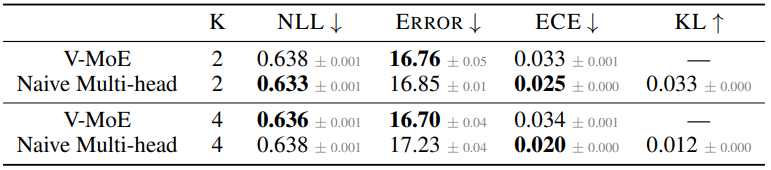 K NLL ↓ ERROR ↓ ECE ↓ KL ↑
V-MoE 2 0.638 ± 0.001 16.76 ± 0.05 0.033 ± 0.001 —
Naive Multi-head 2 0.633 ± 0.001 16.85 ± 0.01 0.025 ± 0.000 0.033 ± 0.000
V-MoE 4 0.636 ± 0.001 16.70 ± 0.04 0.034 ± 0.001 —
Naive Multi-head 4 0.638 ± 0.001 17.23 ± 0.04 0.020 ± 0.000 0.012 ± 0.000